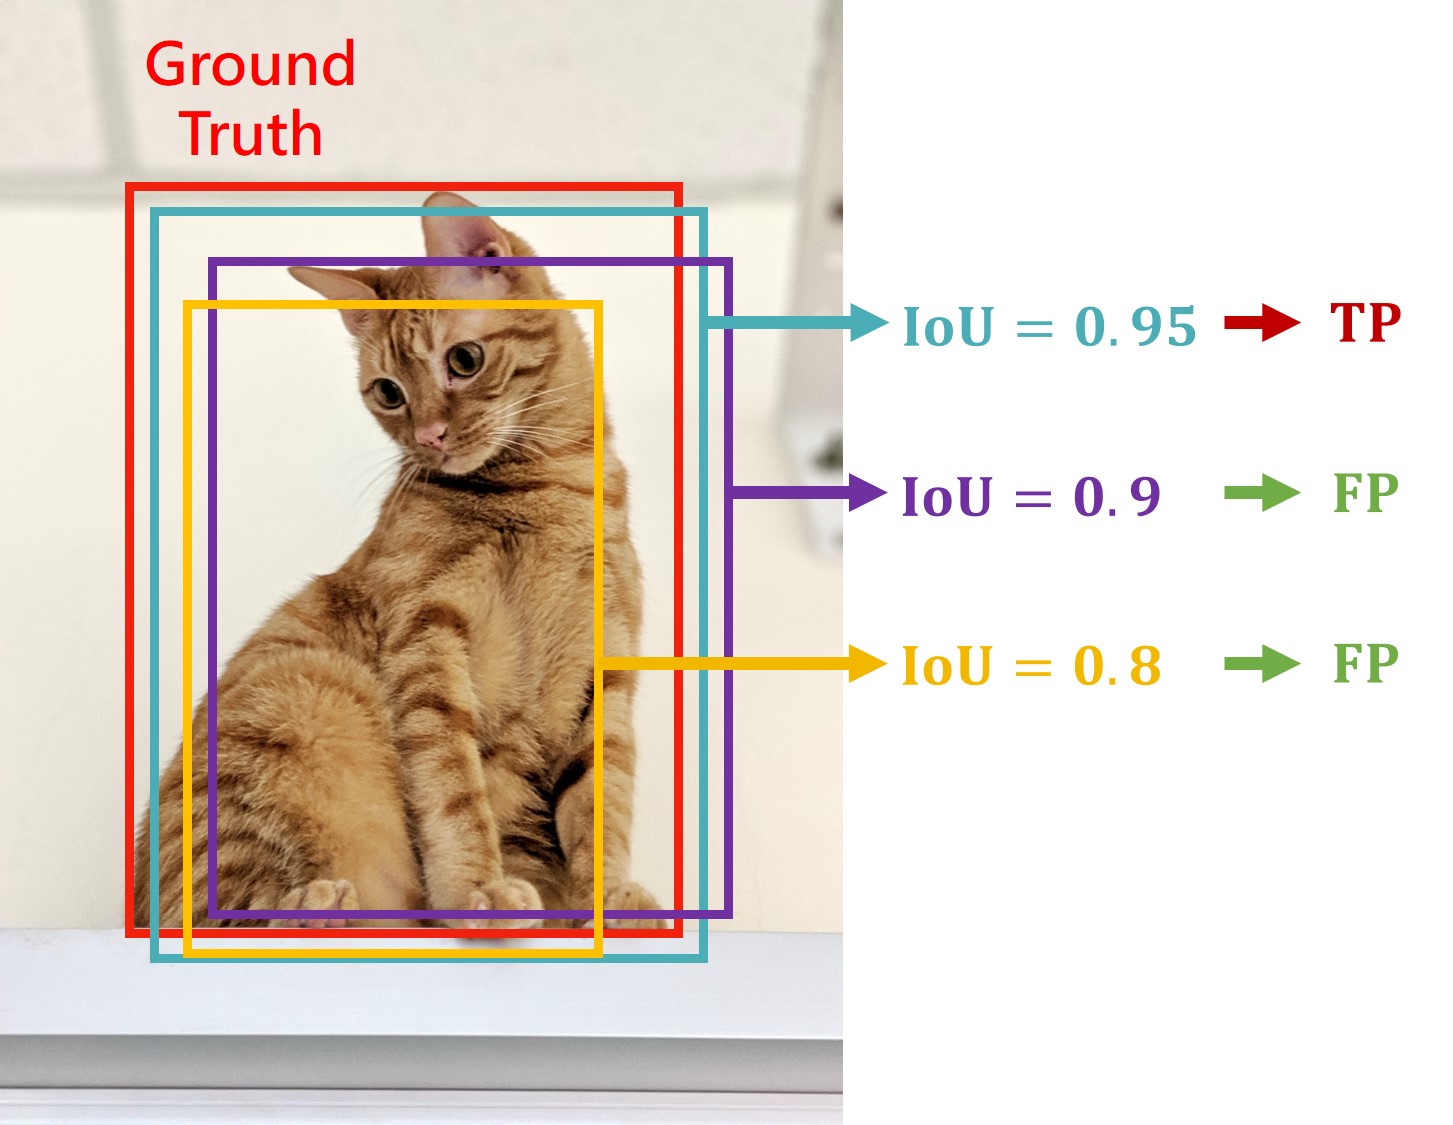 Ground
Truth
IoU = 0.95 TP
IoU = 0.9 FP
IoU = 0.8 FP